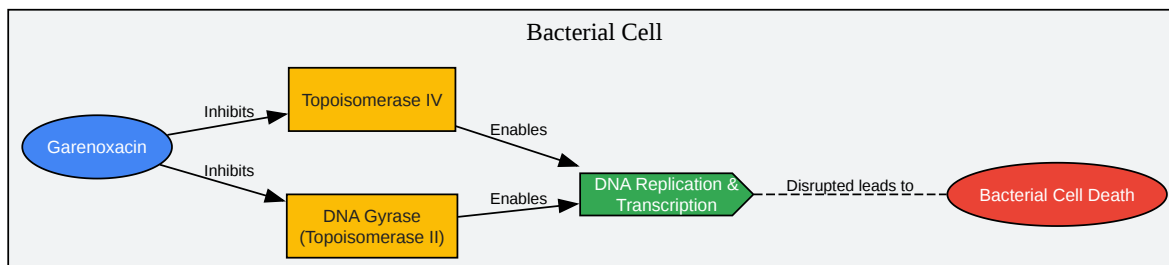 Bacterial Cell
Garenoxacin
Inhibits
Inhibits
Topoisomerase IV
DNA Gyrase
(Topoisomerase II)
Enables
Enables
DNA Replication &
Transcription
Disrupted leads to
Bacterial Cell Death